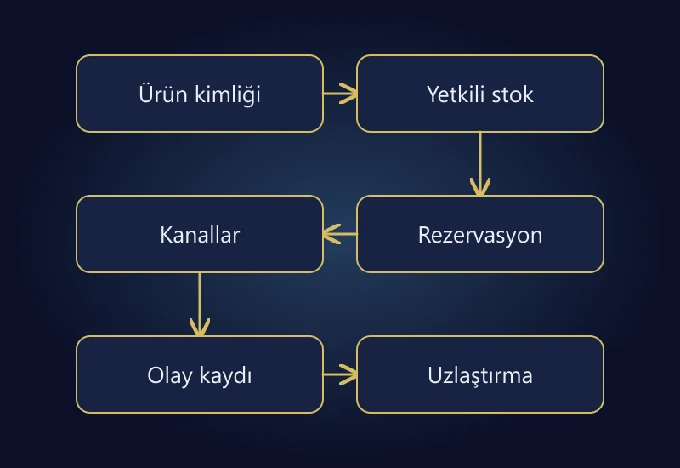 Ürün kimliği
Yetkili stok
Rezervasyon
Kanallar
Olay kaydı
Uzlaştırma